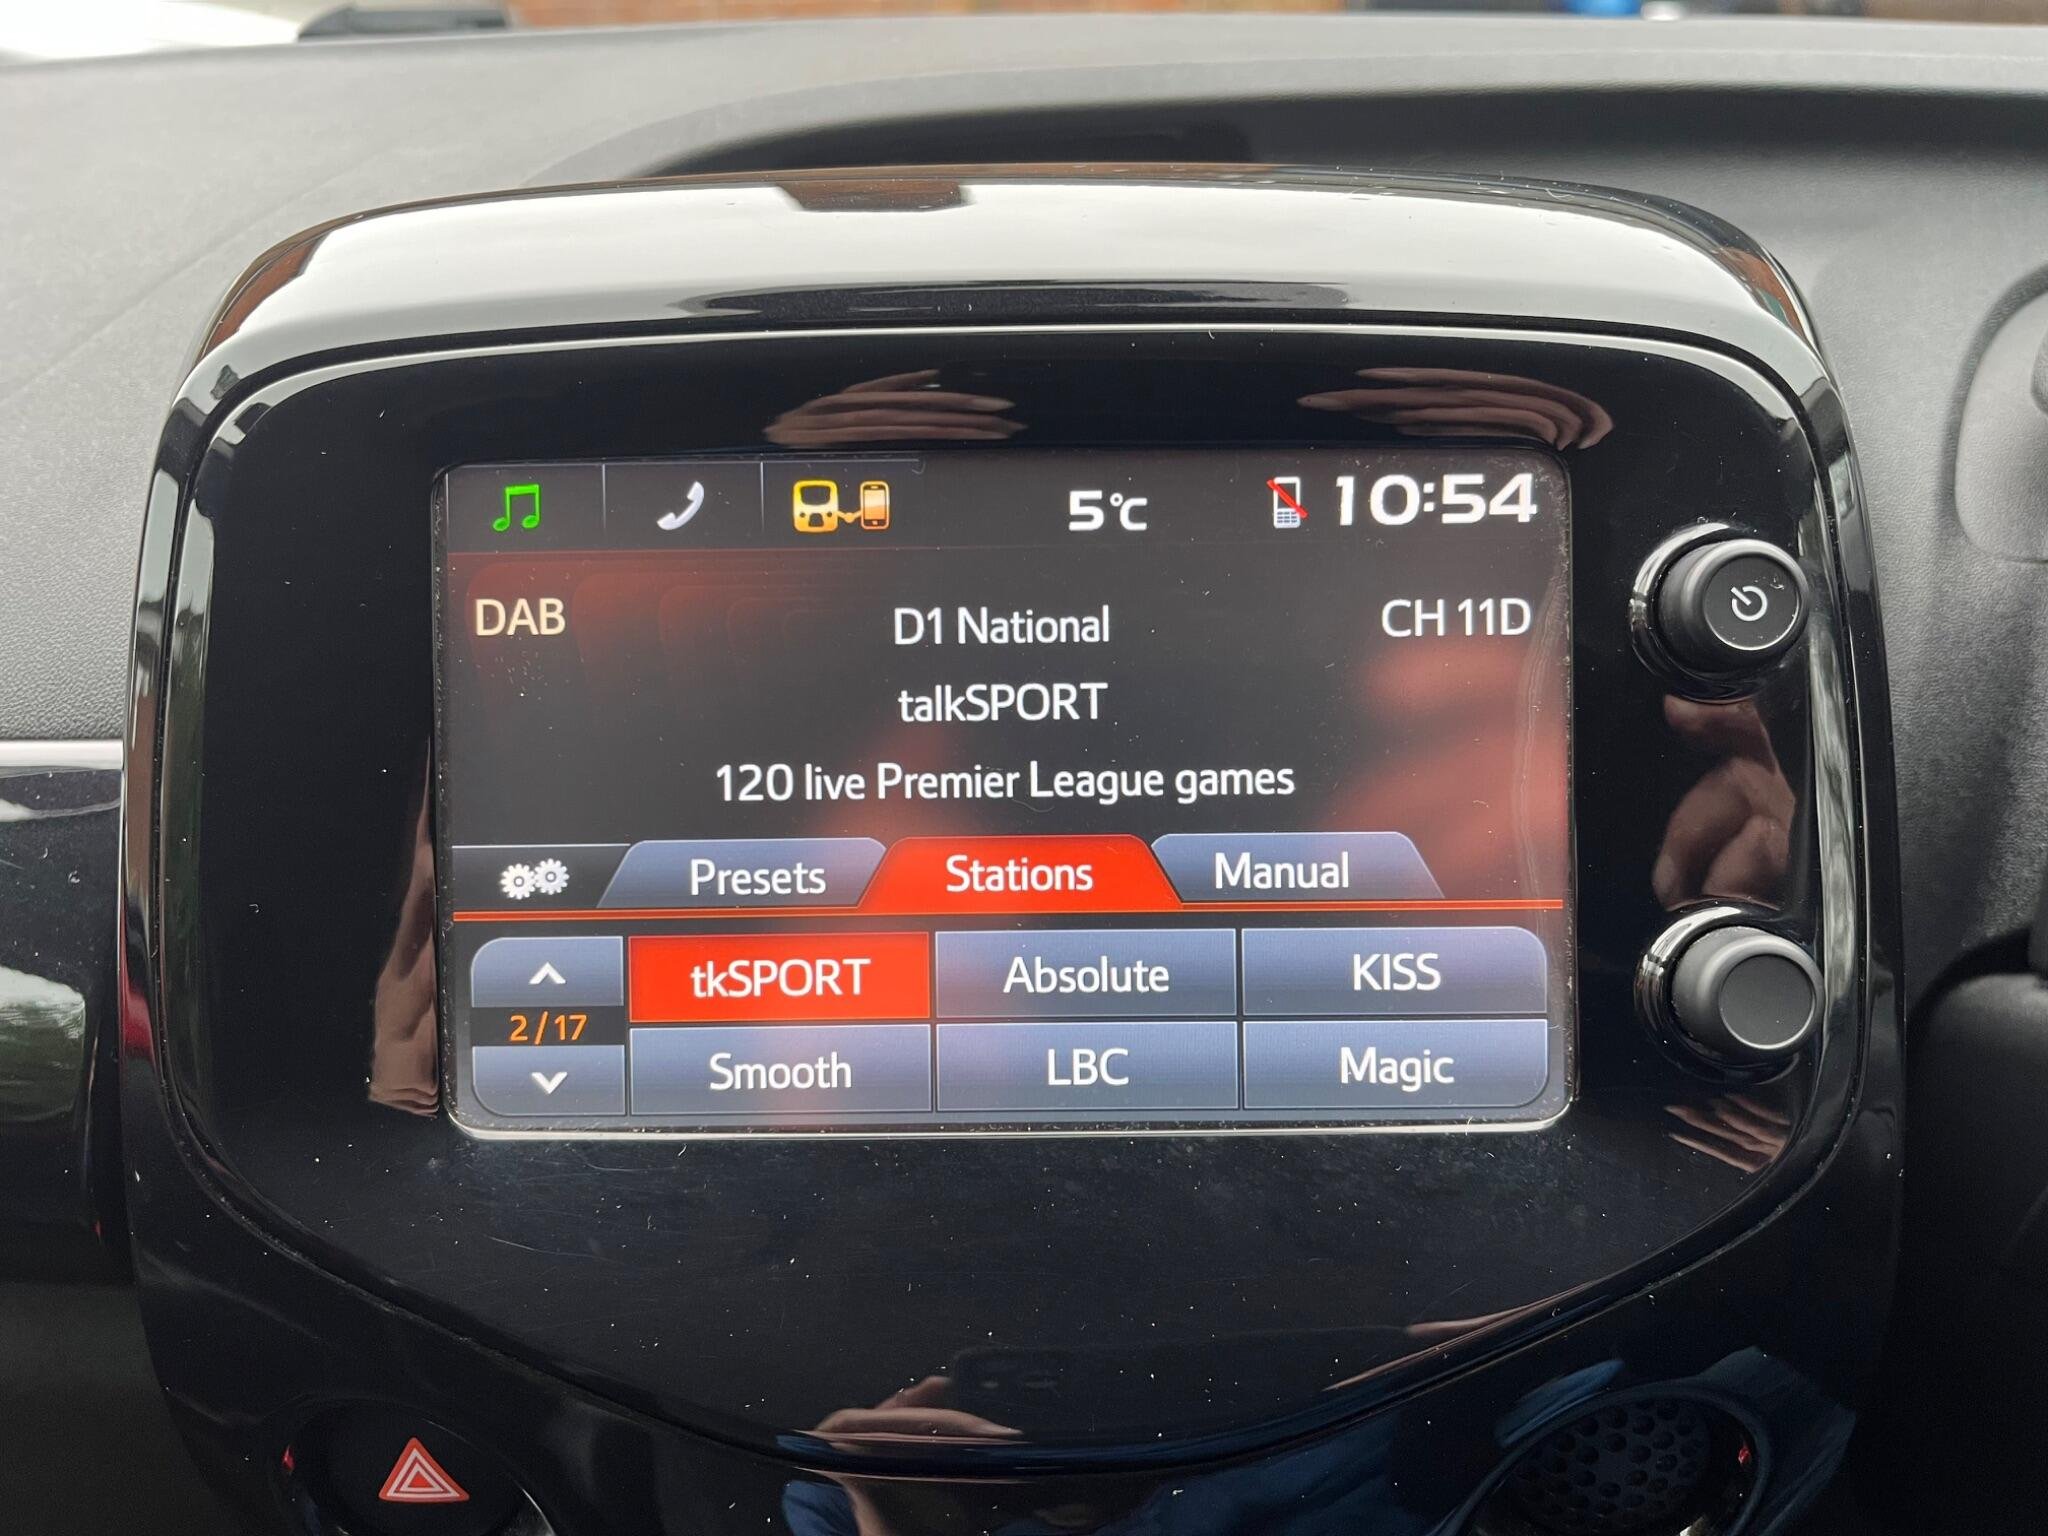 5°C 10:54
DAB D1 National CH 11D
talkSPORT
120 live Premier League games
Presets Stations Manual
tkSPORT Absolute KISS
2/17
Smooth LBC Magic